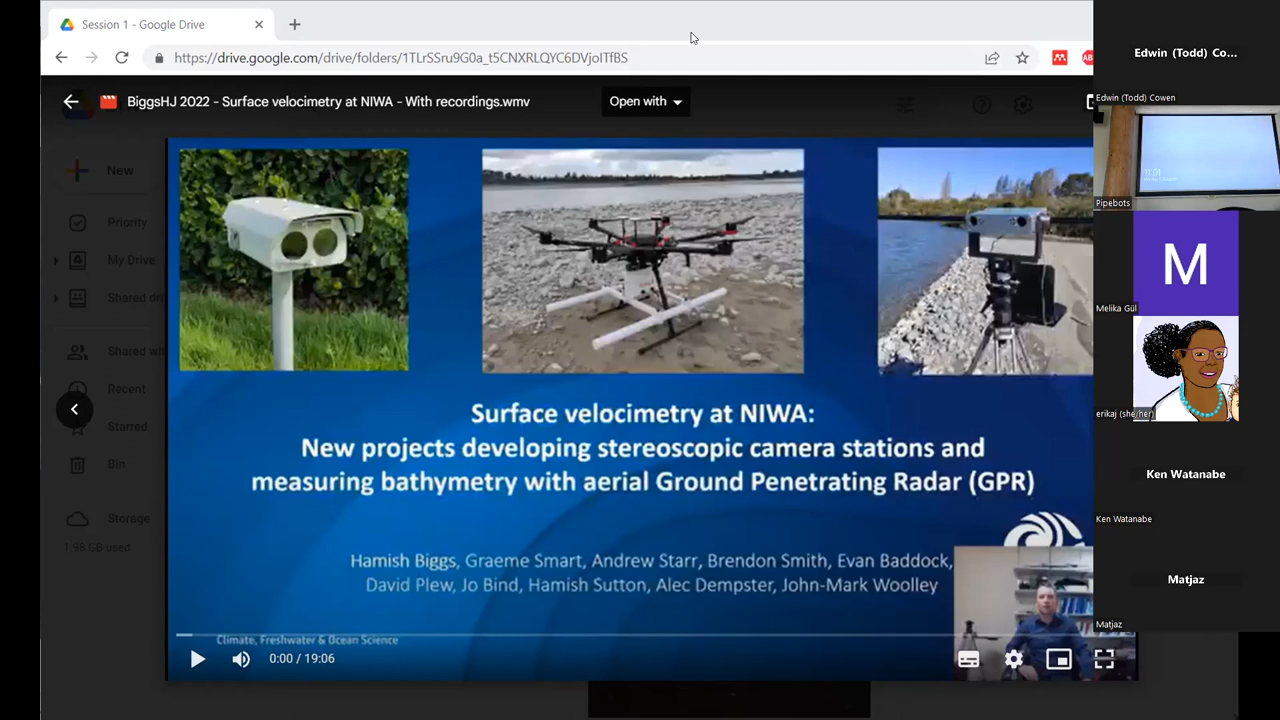 Session 1 - Google Drive
https://drive.google.com/drive/folders/1TLrSSru9G0a_t5CNXRLQYC6DVjoITfBS
BiggsHJ 2022 - Surface velocimetry at NIWA - With recordings.wmv
Open with
New
Priority
My Drive
Shared dri
Shared wit
Recent
Starred
Bin
Storage
1.98 GB used
Surface velocimetry at NIWA:
New projects developing stereoscopic camera stations and
measuring bathymetry with aerial Ground Penetrating Radar (GPR)
Hamish Biggs, Graeme Smart, Andrew Starr, Brendon Smith, Evan Baddock,
David Plew, Jo Bind, Hamish Sutton, Alec Dempster, John-Mark Woolley
Climate, Freshwater & Ocean Science
0:00 / 19:06
Edwin (Todd) Co...
Edwin (Todd) Cowen
11:01
Pipebots
M
Melika Gül
erikaj (she/her)
Ken Watanabe
Ken Watanabe
Matjaz
Matjaz